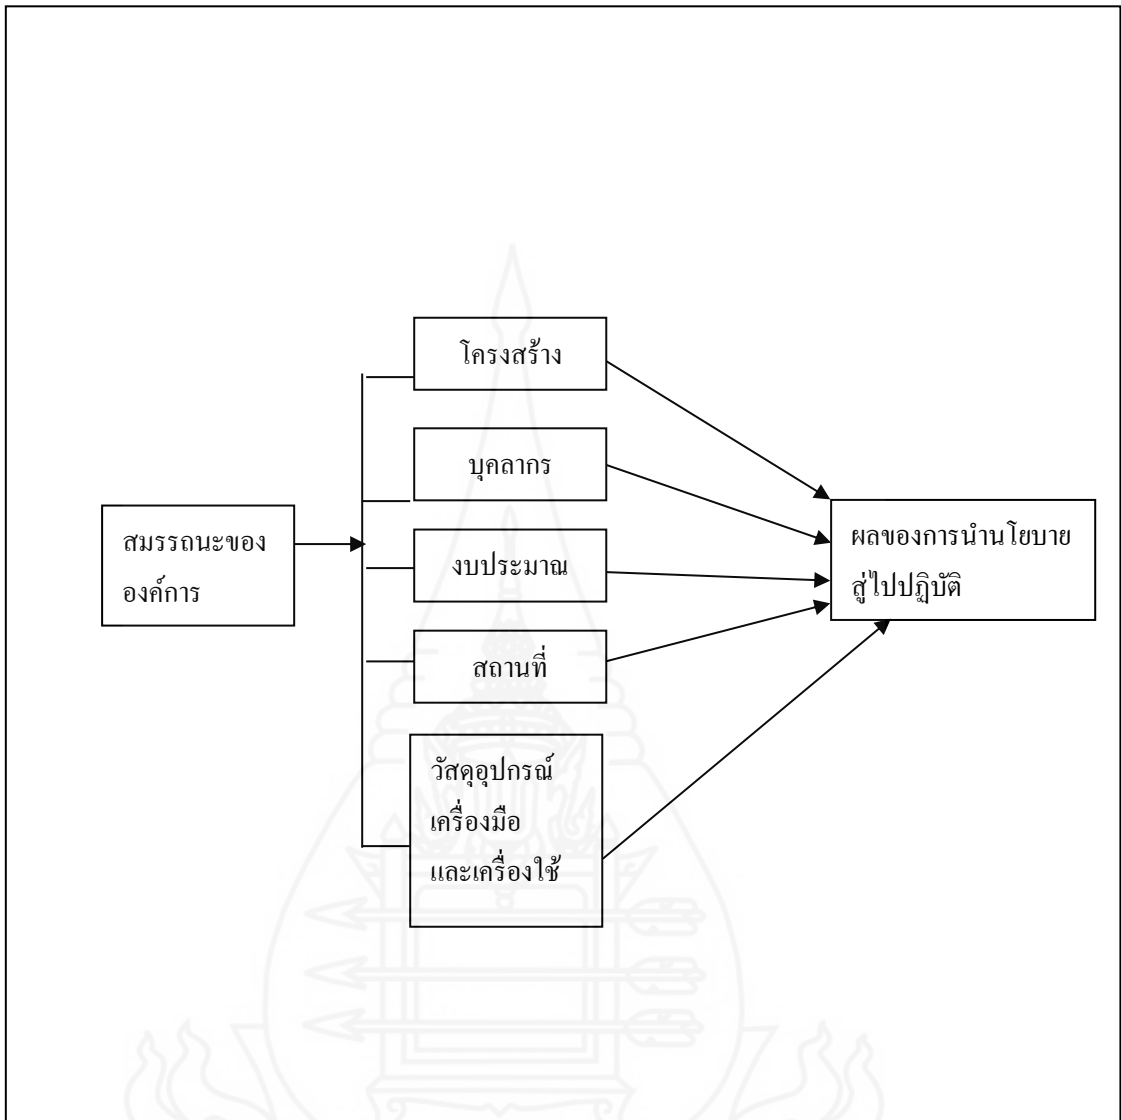 โครงสร้าง
บุคลากร
สมรรถนะของ
องค์การ
งบประมาณ
สถานที่
วัสดุอุปกรณ์
เครื่องมือ
และเครื่องใช้
ผลของการนำนโยบาย
สู่ไปปฏิบัติ